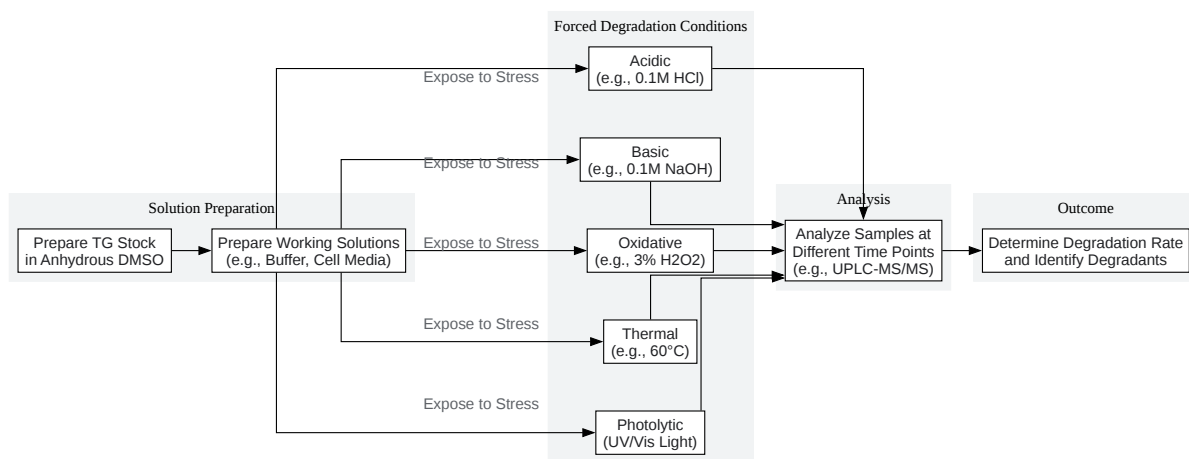 Forced Degradation Conditions
Acidic
(e.g., 0.1M HCl)
Expose to Stress
Basic
(e.g., 0.1M NaOH)
Expose to Stress
Solution Preparation
Prepare TG Stock
in Anhydrous DMSO
Prepare Working Solutions
(e.g., Buffer, Cell Media)
Expose to Stress
Oxidative
(e.g., 3% H2O2)
Analysis
Analyze Samples at
Different Time Points
(e.g., UPLC-MS/MS)
Outcome
Determine Degradation Rate
and Identify Degradants
Expose to Stress
Thermal
(e.g., 60°C)
Expose to Stress
Photolytic
(UV/Vis Light)